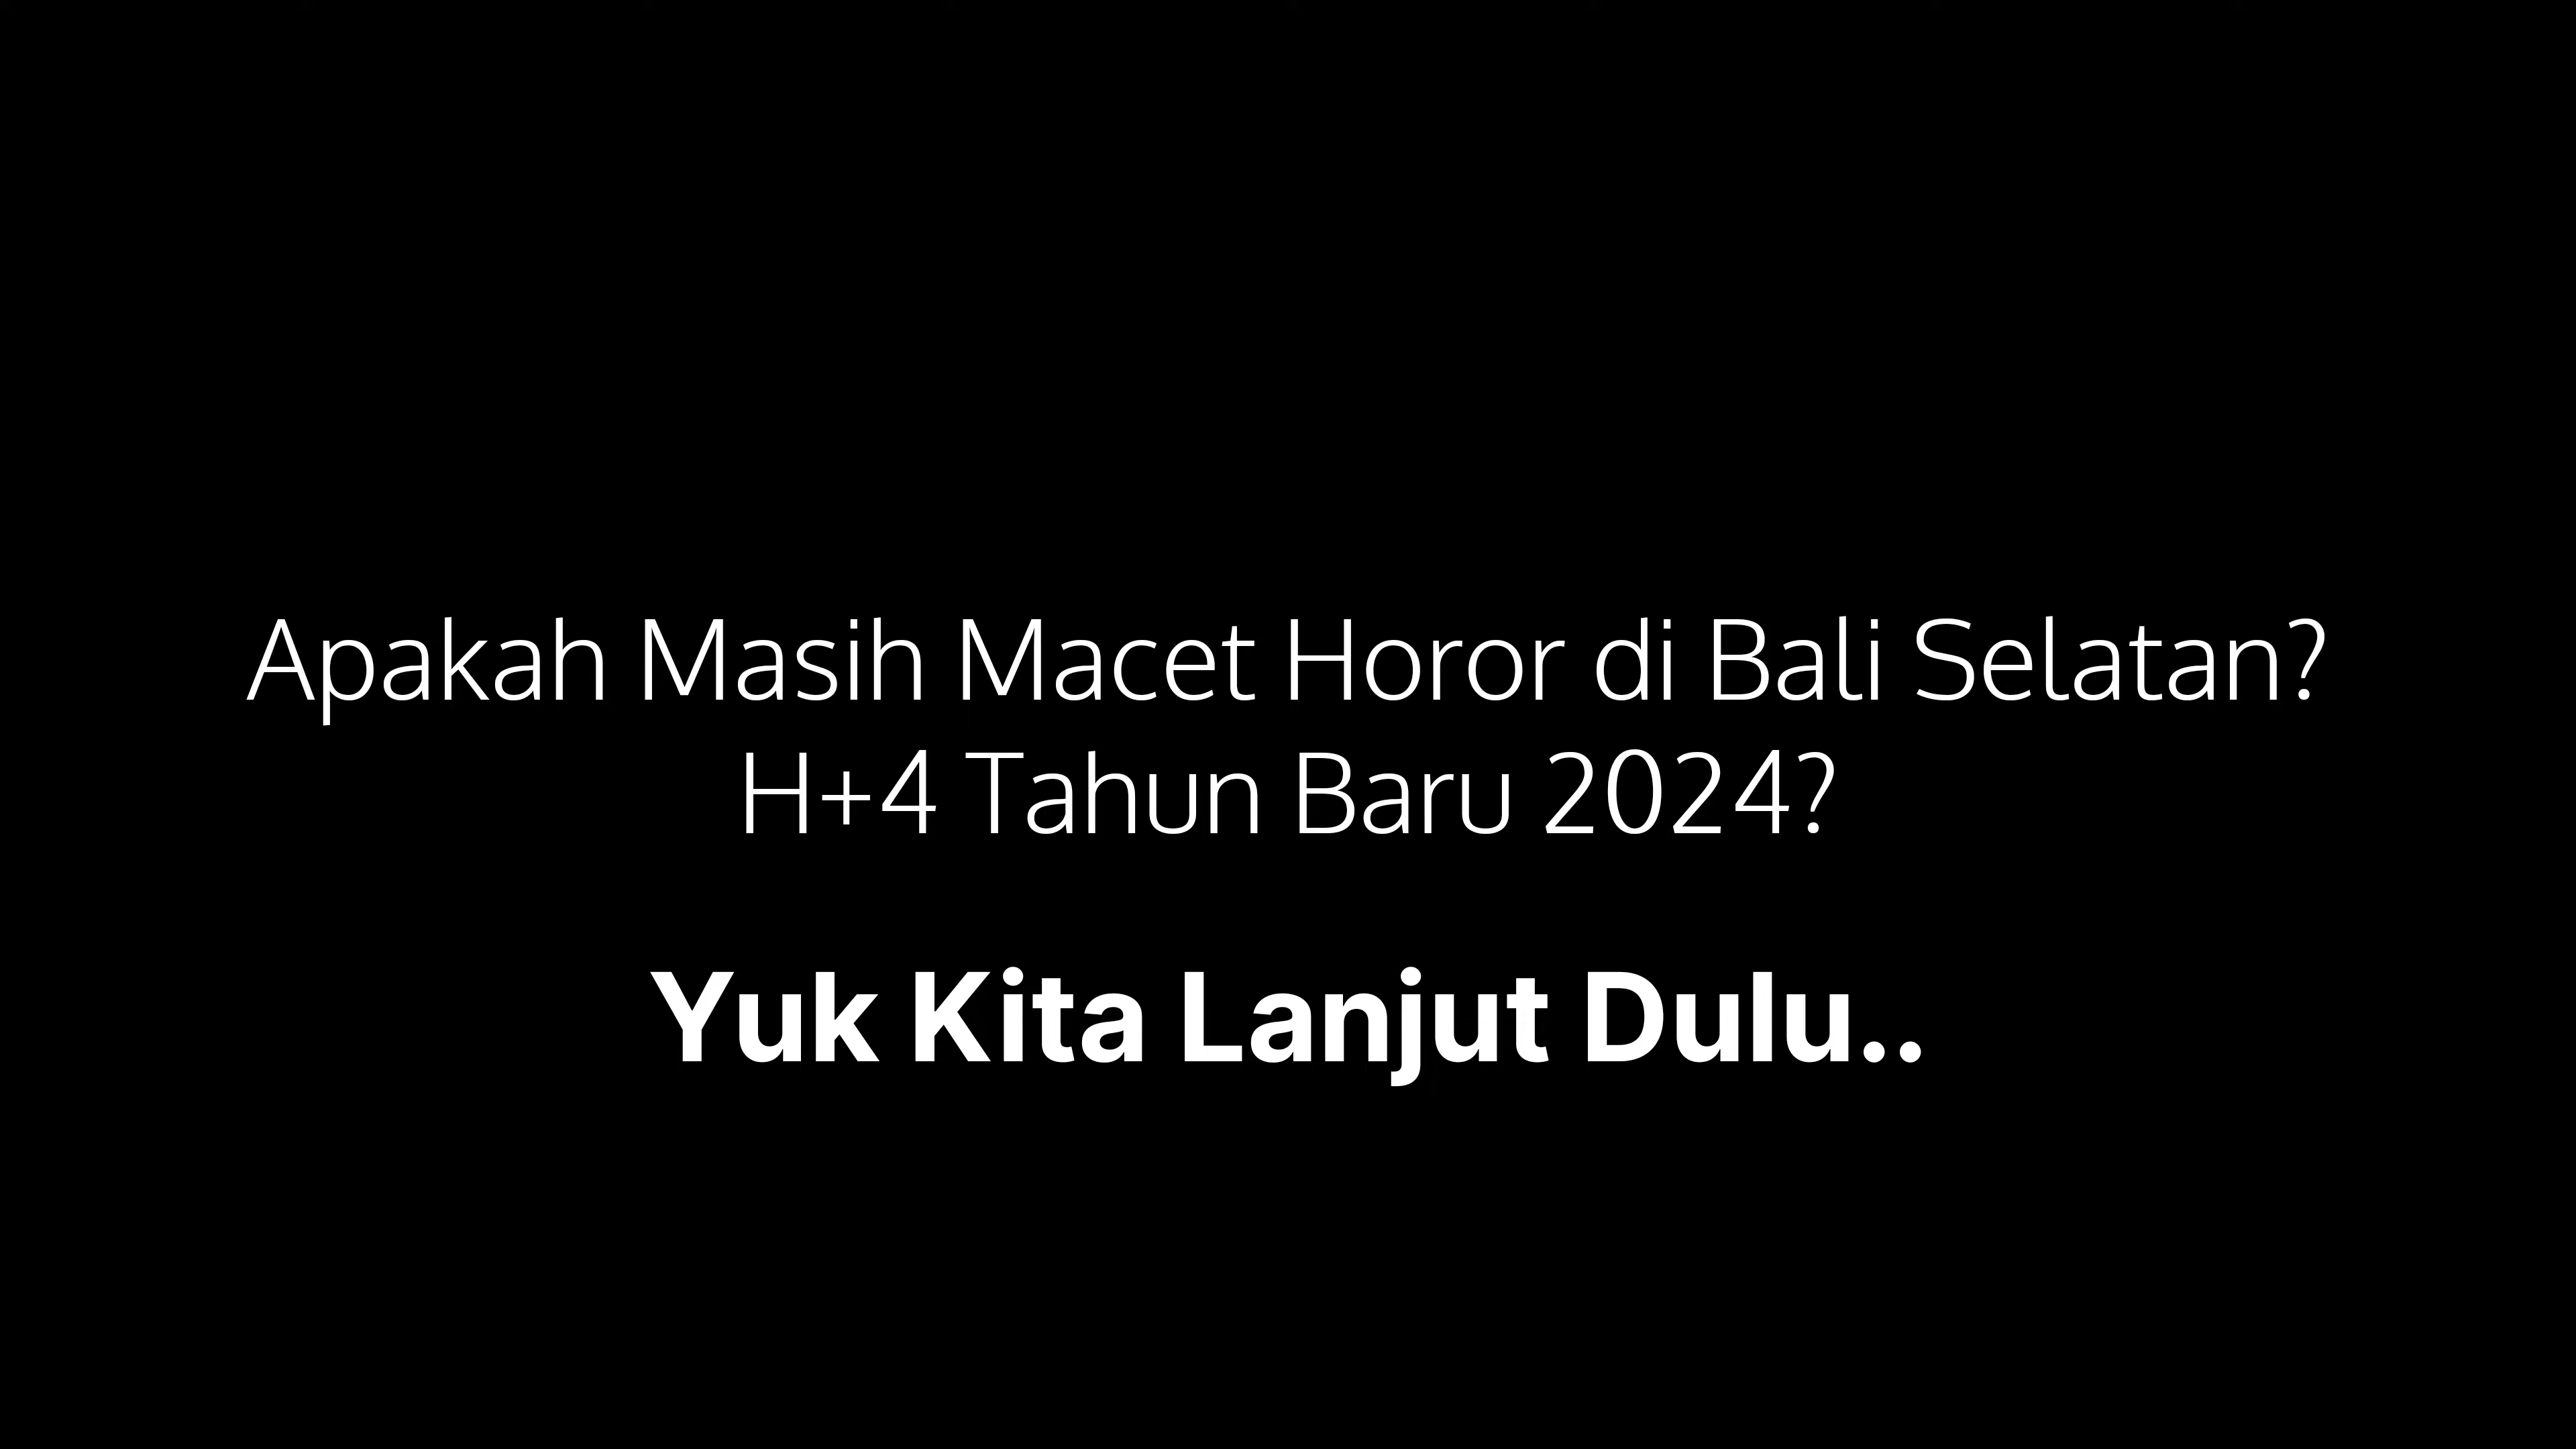 Apakah Masih Macet Horor di Bali Selatan?
H+4 Tahun Baru 2024?
Yuk Kita Lanjut Dulu..